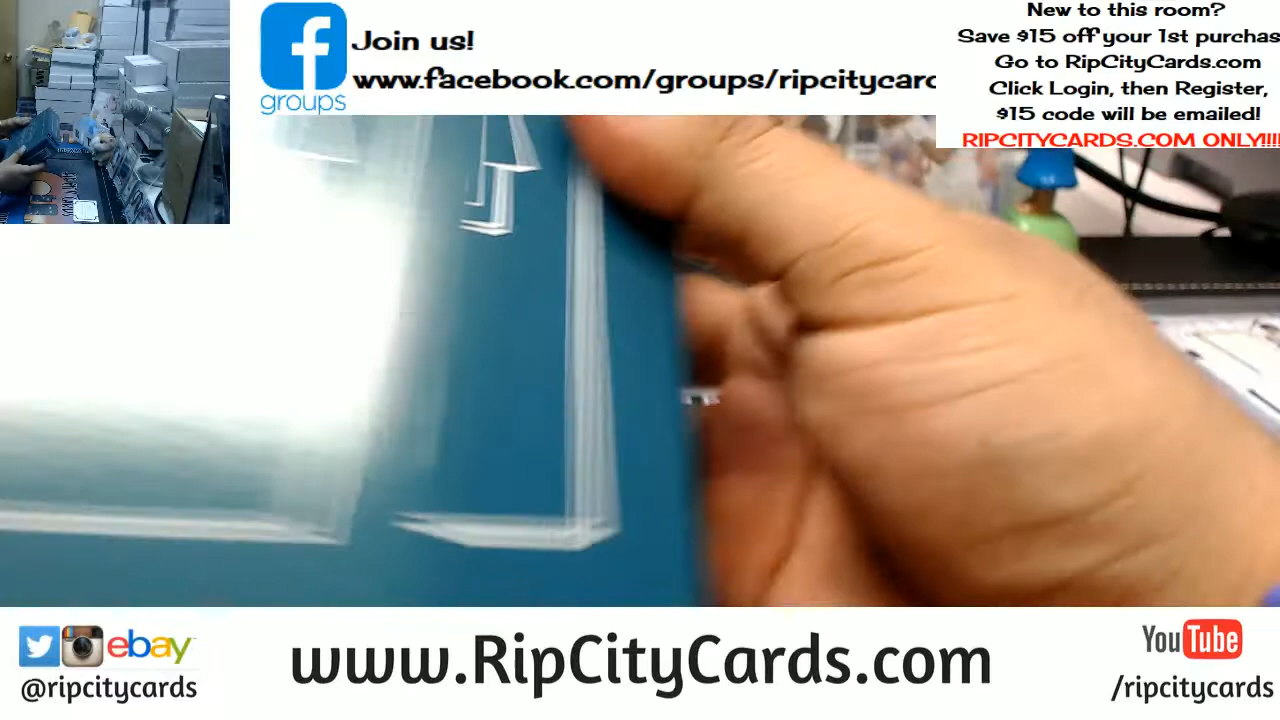 Join us!
www.facebook.com/groups/ripcitycarc
groups
New to this room?
Save $15 off your 1st purchas
Go to RipCityCards.com
Click Login, then Register,
$15 code will be emailed!
RIPCITYCARDS.COM ONLY!!!!
ebay
@ripcitycards
www.RipCityCards.com
YouTube
/ripcitycards